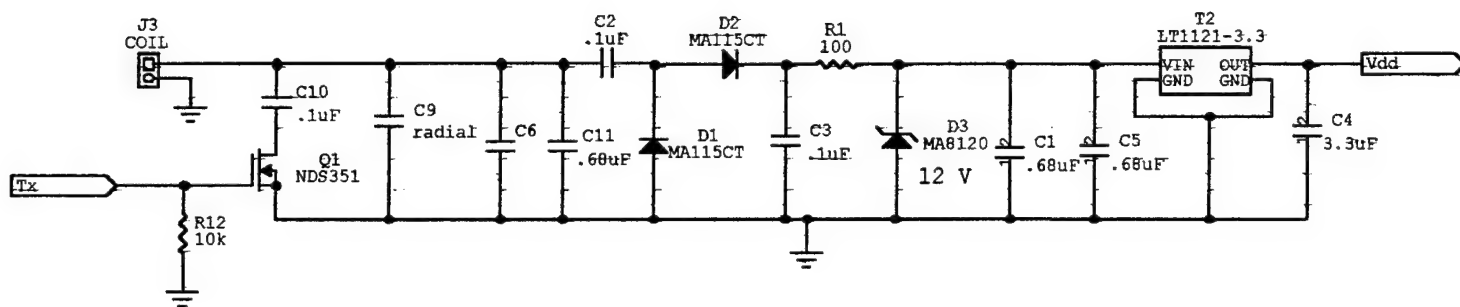 J3
COIL
C10
.1uF
Q1
NDS351
Tx
R12
10k
C9
radial
C6
C11
.68uF
C2
.1uF
D1
MA115CT
D2
MA115CT
C3
.1uF
R1
100
D3
MA8120
12 V
C1
.68uF
C5
.68uF
T2
LT1121-3.3
VIN OUT
GND GND
C4
3.3uF
Vdd